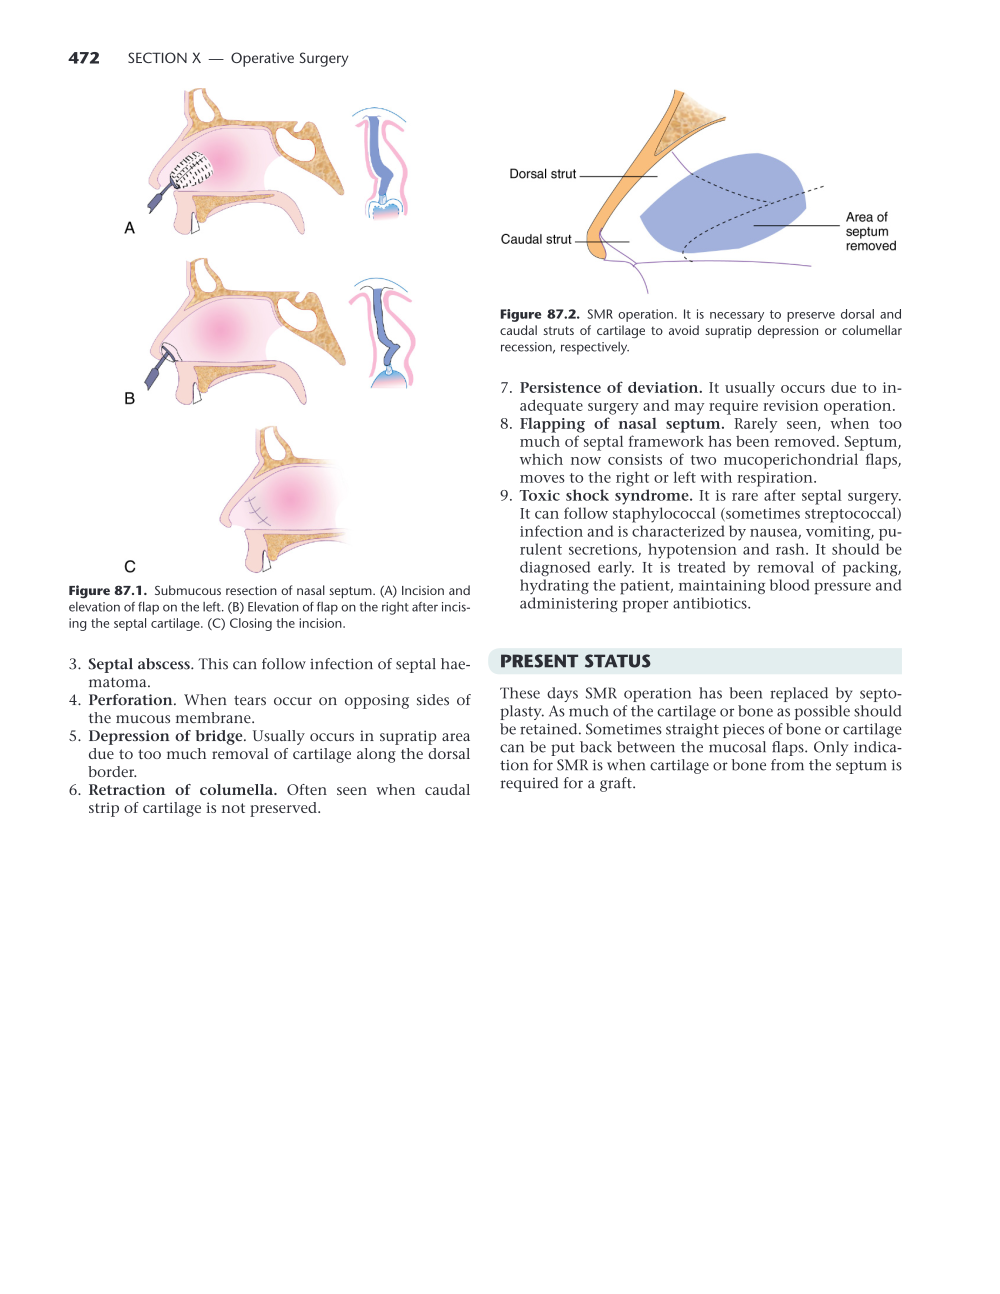 472 SECTION X — Operative Surgery
A
B
C
Figure 87.1. Submucous resection of nasal septum. (A) Incision and
elevation of flap on the left. (B) Elevation of flap on the right after incis-
ing the septal cartilage. (C) Closing the incision.
3. Septal abscess. This can follow infection of septal hae-
matoma.
4. Perforation. When tears occur on opposing sides of
the mucous membrane.
5. Depression of bridge. Usually occurs in supratip area
due to too much removal of cartilage along the dorsal
border.
6. Retraction of columella. Often seen when caudal
strip of cartilage is not preserved.
Dorsal strut
Caudal strut
Area of
septum
removed
Figure 87.2. SMR operation. It is necessary to preserve dorsal and
caudal struts of cartilage to avoid supratip depression or columellar
recession, respectively.
7. Persistence of deviation. It usually occurs due to in-
adequate surgery and may require revision operation.
8. Flapping of nasal septum. Rarely seen, when too
much of septal framework has been removed. Septum,
which now consists of two mucoperichondrial flaps,
moves to the right or left with respiration.
9. Toxic shock syndrome. It is rare after septal surgery.
It can follow staphylococcal (sometimes streptococcal)
infection and is characterized by nausea, vomiting, pu-
rulent secretions, hypotension and rash. It should be
diagnosed early. It is treated by removal of packing,
hydrating the patient, maintaining blood pressure and
administering proper antibiotics.
PRESENT STATUS
These days SMR operation has been replaced by septo-
plasty. As much of the cartilage or bone as possible should
be retained. Sometimes straight pieces of bone or cartilage
can be put back between the mucosal flaps. Only indica-
tion for SMR is when cartilage or bone from the septum is
required for a graft.